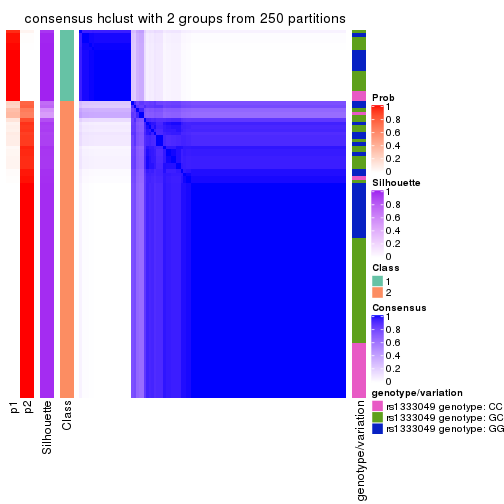 consensus hclust with 2 groups from 250 partitions
Prob
1
0.8
0.6
0.4
0.2
0
Silhouette
1
0.8
0.6
0.4
0.2
0
Class
1
2
Consensus
1
0.8
0.6
0.4
0.2
0
genotype/variation
rs1333049 genotype: CC
rs1333049 genotype: GC
rs1333049 genotype: GG
p1
p2
Silhouette
Class
genotype/variation